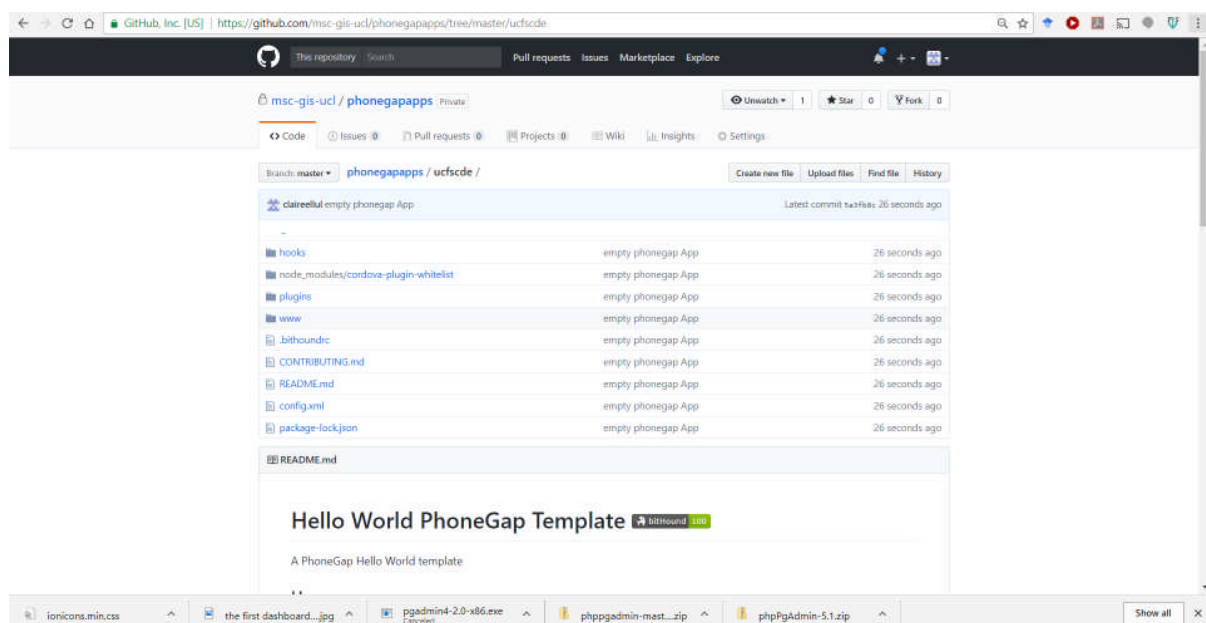 GitHub, Inc. [US] | https://github.com/msc-gis-ucl/phonegapapps/tree/master/ucfscde
This repository Search Pull requests Issues Marketplace Explore
msc-gis-ucl / phonegapapps Private Unwatch 1 Star 0 Fork 0
Code Issues 0 Pull requests 0 Projects 0 Wiki Insights Settings
Branch: master phonegapapps / ucfscde / Create new file Upload files Find file History
claireellul empty phonegap App Latest commit 26 seconds ago
..
hooks empty phonegap App 26 seconds ago
node_modules/cordova-plugin-whitelist empty phonegap App 26 seconds ago
plugins empty phonegap App 26 seconds ago
www empty phonegap App 26 seconds ago
.bithoundrc empty phonegap App 26 seconds ago
CONTRIBUTING.md empty phonegap App 26 seconds ago
README.md empty phonegap App 26 seconds ago
config.xml empty phonegap App 26 seconds ago
package-lock.json empty phonegap App 26 seconds ago
README.md
Hello World PhoneGap Template bitHound 100
A PhoneGap Hello World template
ionicons.min.css the first dashboard....jpg pgadmin4-2.0-x86.exe phppgadmin-mast....zip phpPgAdmin-5.1.zip Show all
Canceled